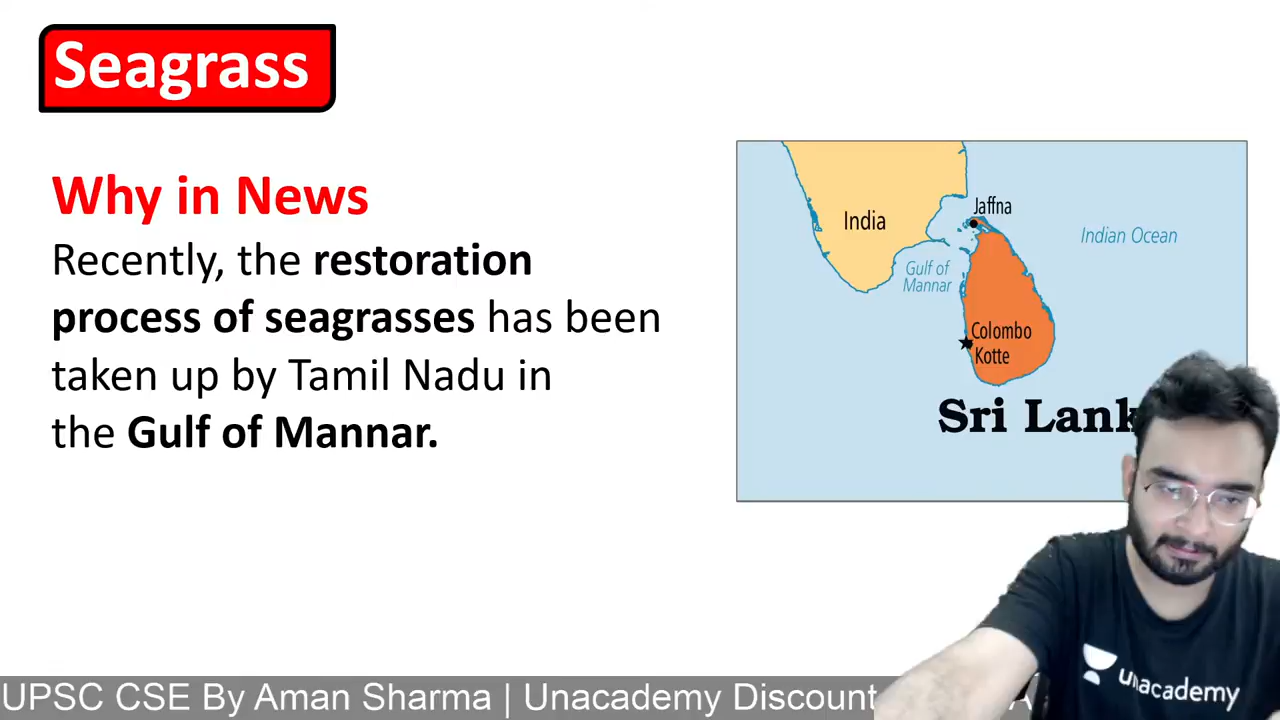 Seagrass
Why in News
Recently, the restoration
process of seagrasses has been
taken up by Tamil Nadu in
the Gulf of Mannar.
Jaffna
India
Indian Ocean
Gulf of
Mannar
Colombo
Kotte
Sri Lank
unacademy
UPSC CSE By Aman Sharma | Unacademy Discount